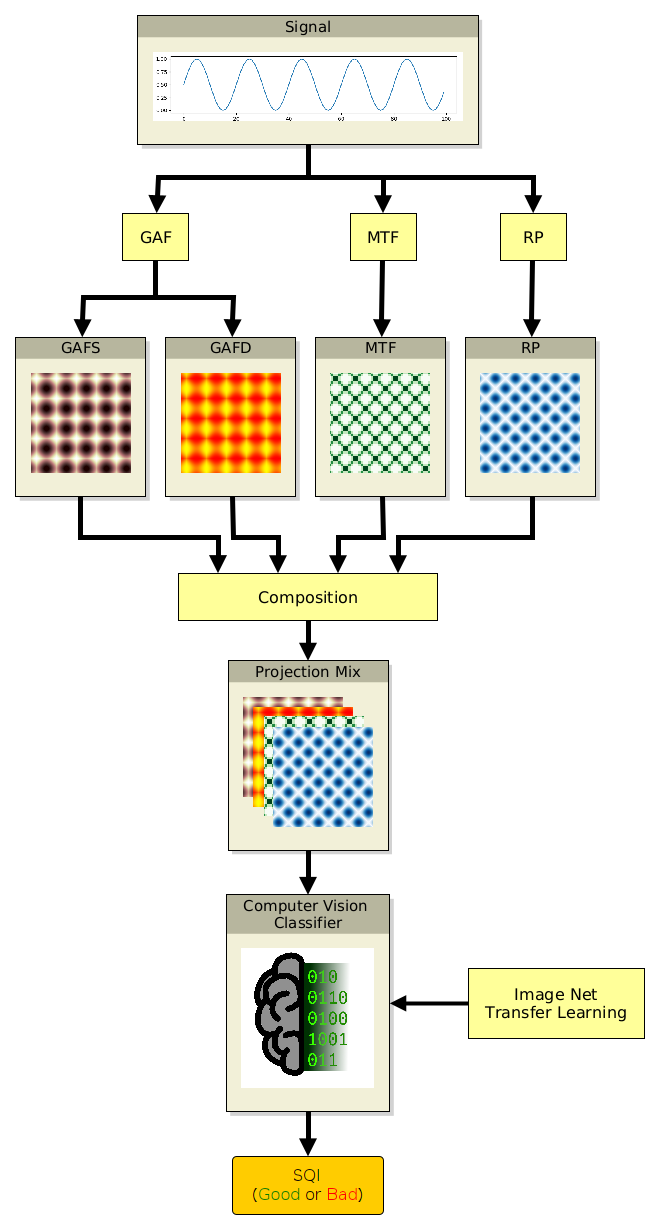 Signal
1.00
0.75
0.50
0.25
0.00
0 20 40 60 80 100
GAF MTF RP
GAFS GAFD MTF RP
Composition
Projection Mix
Computer Vision
Classifier
010
0110
0100
1001
011
Image Net
Transfer Learning
SQI
(Good or Bad)